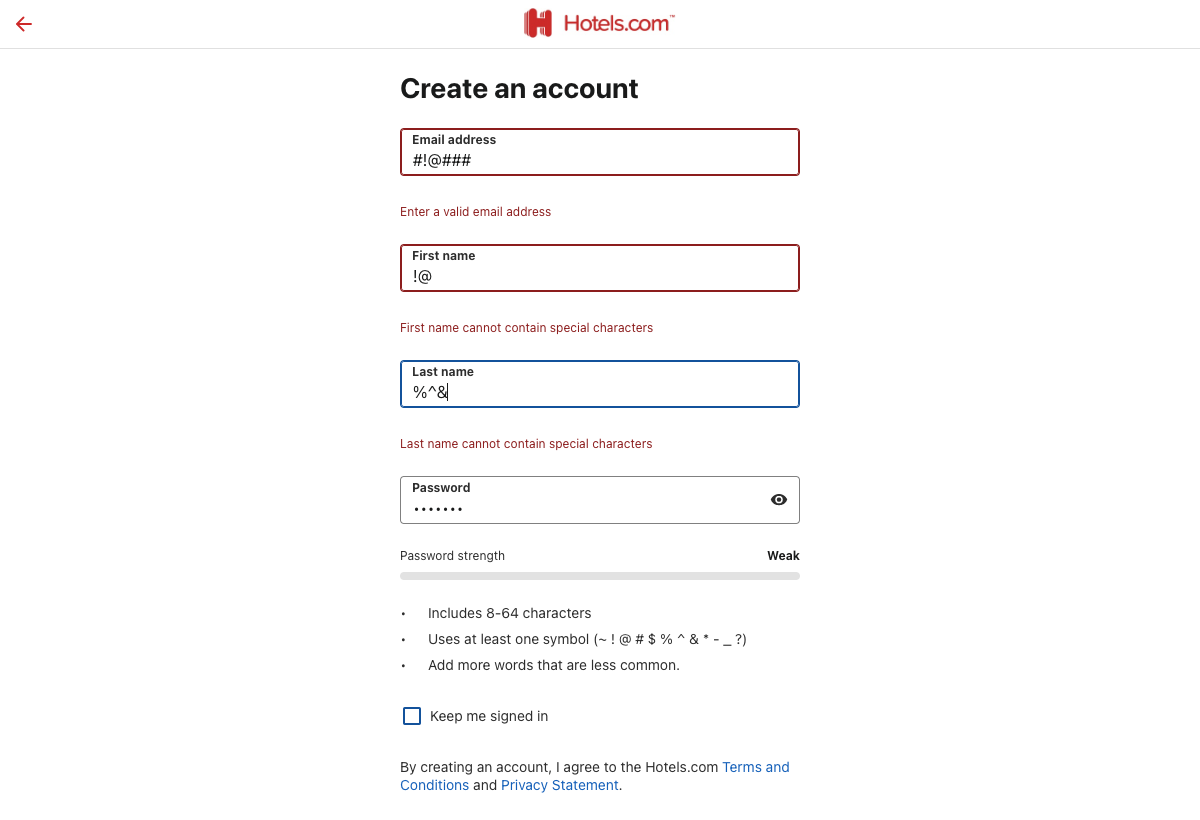 Hotels.com™
Create an account
Email address
#!@###
Enter a valid email address
First name
!@
First name cannot contain special characters
Last name
%^&
Last name cannot contain special characters
Password
•••••••
Password strength Weak
• Includes 8-64 characters
• Uses at least one symbol (~ ! @ # $ % ^ & * - _ ?)
• Add more words that are less common.
Keep me signed in
By creating an account, I agree to the Hotels.com Terms and
Conditions and Privacy Statement.